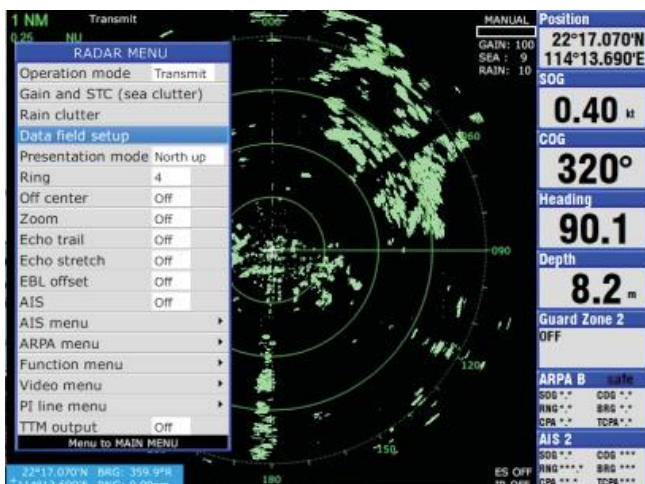 1 NM Transmit
0.25 NU
000
MANUAL
GAIN: 100
SEA : 9
RAIN: 10
RADAR MENU
Operation mode Transmit
Gain and STC (sea clutter)
Rain clutter
Data field setup
Presentation mode North up
Ring 4
Off center Off
Zoom Off
Echo trail Off
Echo stretch Off
EBL offset Off
AIS Off
AIS menu
ARPA menu
Function menu
Video menu
PI line menu
TTM output Off
Menu to MAIN MENU
060
090
120
150
180
22°17.070'N BRG: 359.9°R
ES OFF
IR OFF
Position
22°17.070'N
114°13.690'E
SOG
0.40 kt
COG
320°
Heading
90.1
Depth
8.2 m
Guard Zone 2
OFF
ARPA B safe
SOG *.* COG *.*
RNG *.* BRG *.*
CPA *.* TCPA *.*
AIS 2
SOG *.* COG ***
RNG ***.* BRG ***
CPA **.* TCPA ***